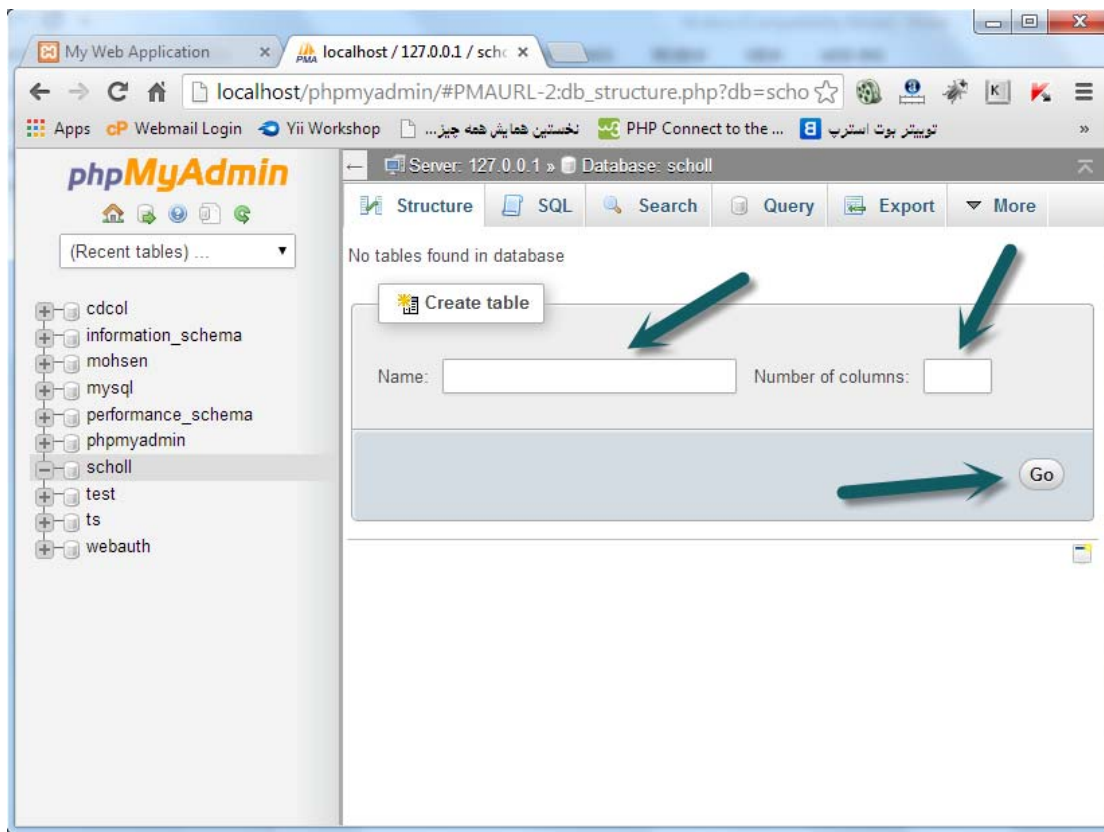 My Web Application
PMA localhost / 127.0.0.1 / scho
localhost/phpmyadmin/#PMAURL-2:db_structure.php?db=scho
Apps cP Webmail Login Yii Workshop نخستین همایش همه چیز... PHP Connect to the ... B توییتر بوت استرپ »
phpMyAdmin
(Recent tables) ...
cdcol
information_schema
mohsen
mysql
performance_schema
phpmyadmin
scholl
test
ts
webauth
Server: 127.0.0.1 » Database: scholl
Structure SQL Search Query Export More
No tables found in database
Create table
Name: Number of columns:
Go